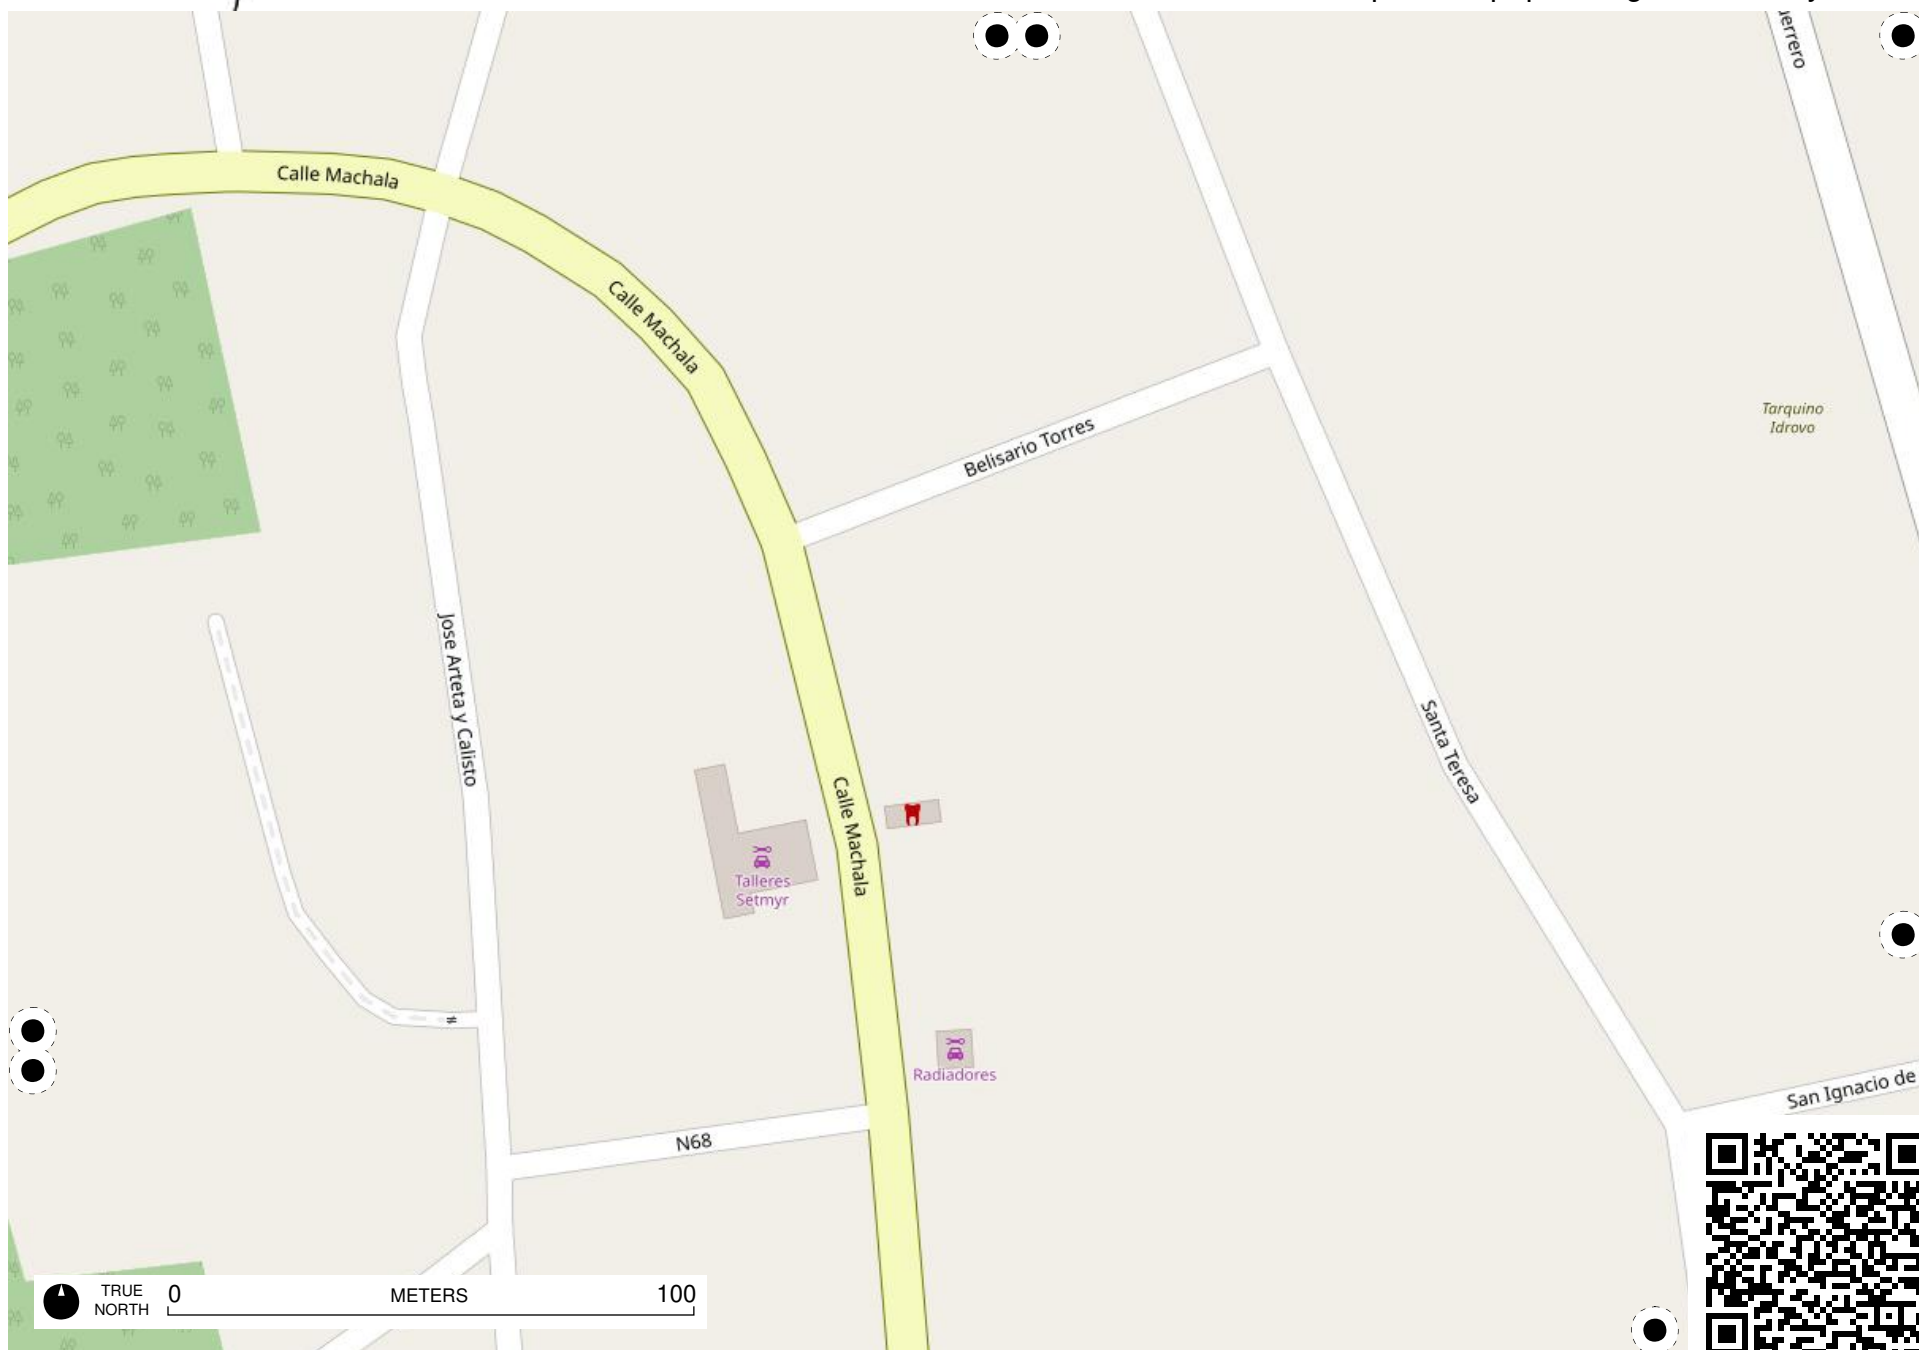 Calle Machala
Calle Machala
Belisario Torres
Tarquino
Idrovo
Jose Arteta y Calisto
Santa Teresa
Calle Machala
Talleres
Setmyr
Radiadores
San Ignacio de
N68
TRUE
NORTH
0
METERS
100